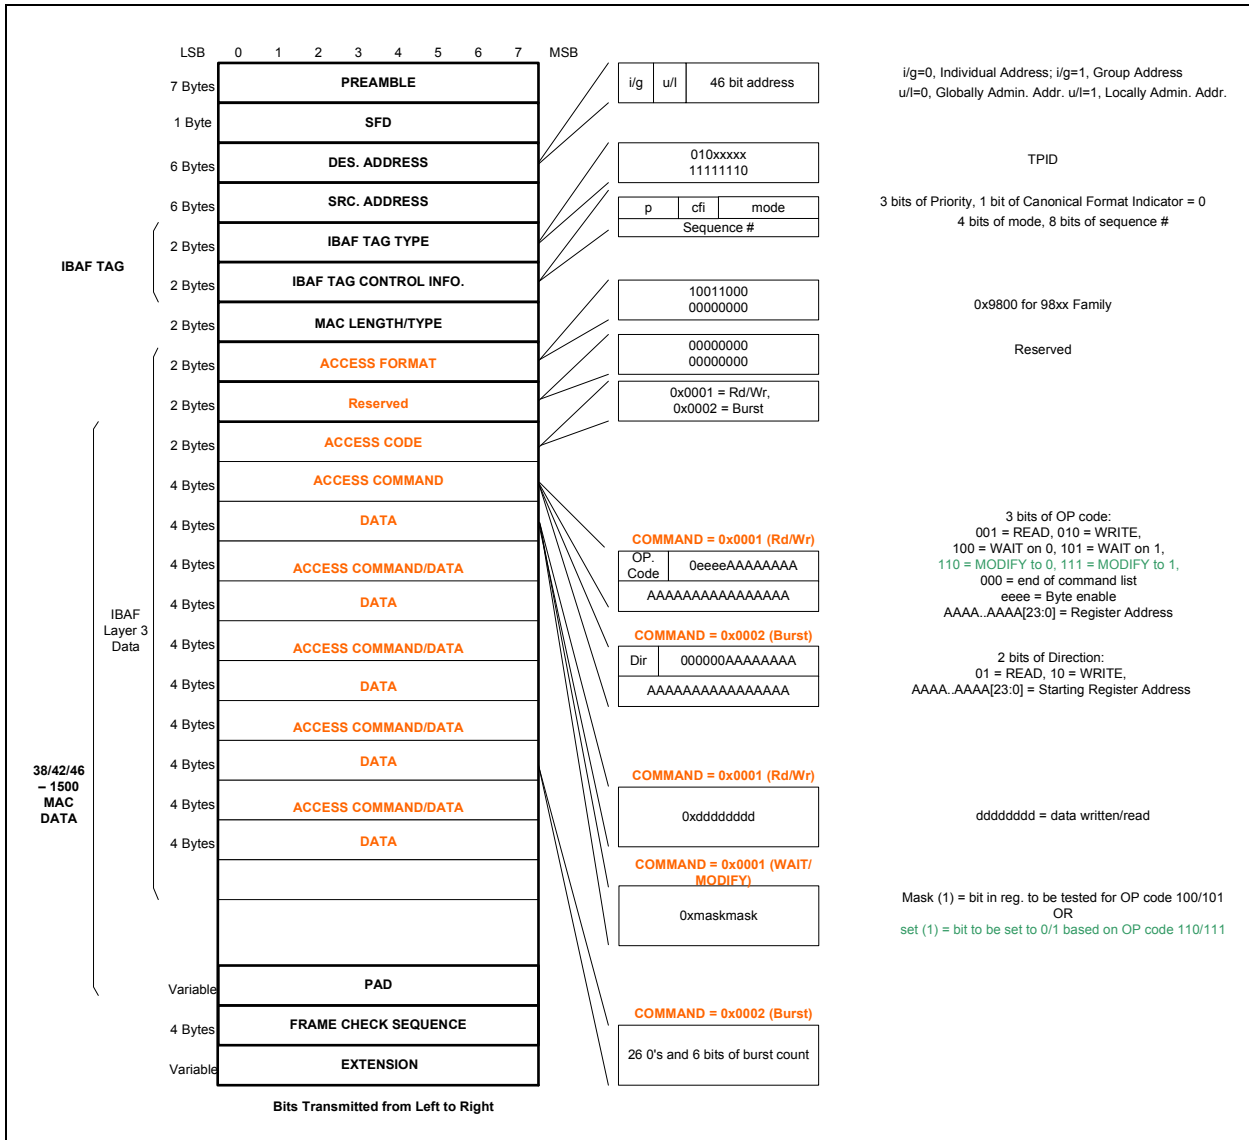 LSB 0 1 2 3 4 5 6 7 MSB
7 Bytes PREAMBLE
1 Byte SFD
6 Bytes DES. ADDRESS
6 Bytes SRC. ADDRESS
IBAF TAG
2 Bytes IBAF TAG TYPE
2 Bytes IBAF TAG CONTROL INFO.
2 Bytes MAC LENGTH/TYPE
2 Bytes ACCESS FORMAT
2 Bytes Reserved
2 Bytes ACCESS CODE
4 Bytes ACCESS COMMAND
4 Bytes DATA
4 Bytes ACCESS COMMAND/DATA
4 Bytes DATA
IBAF
Layer 3
Data
4 Bytes ACCESS COMMAND/DATA
4 Bytes DATA
4 Bytes ACCESS COMMAND/DATA
4 Bytes DATA
38/42/46
– 1500
MAC
DATA
4 Bytes ACCESS COMMAND/DATA
4 Bytes DATA
Variable PAD
4 Bytes FRAME CHECK SEQUENCE
Variable EXTENSION
Bits Transmitted from Left to Right
i/g u/l 46 bit address
i/g=0, Individual Address; i/g=1, Group Address
u/l=0, Globally Admin. Addr. u/l=1, Locally Admin. Addr.
010xxxxx
11111110
TPID
p cfi mode
Sequence #
3 bits of Priority, 1 bit of Canonical Format Indicator = 0
4 bits of mode, 8 bits of sequence #
10011000
00000000
0x9800 for 98xx Family
00000000
00000000
Reserved
0x0001 = Rd/Wr,
0x0002 = Burst
COMMAND = 0x0001 (Rd/Wr)
OP.
Code
0eeeeAAAAAAAA
AAAAAAAAAAAAAAAA
3 bits of OP code:
001 = READ, 010 = WRITE,
100 = WAIT on 0, 101 = WAIT on 1,
110 = MODIFY to 0, 111 = MODIFY to 1,
000 = end of command list
eeee = Byte enable
AAAA..AAAA[23:0] = Register Address
COMMAND = 0x0002 (Burst)
Dir 000000AAAAAAAA
AAAAAAAAAAAAAAAA
2 bits of Direction:
01 = READ, 10 = WRITE,
AAAA..AAAA[23:0] = Starting Register Address
COMMAND = 0x0001 (Rd/Wr)
0xdddddddd
dddddddd = data written/read
COMMAND = 0x0001 (WAIT/
MODIFY)
0xmaskmask
Mask (1) = bit in reg. to be tested for OP code 100/101
OR
set (1) = bit to be set to 0/1 based on OP code 110/111
COMMAND = 0x0002 (Burst)
26 0's and 6 bits of burst count